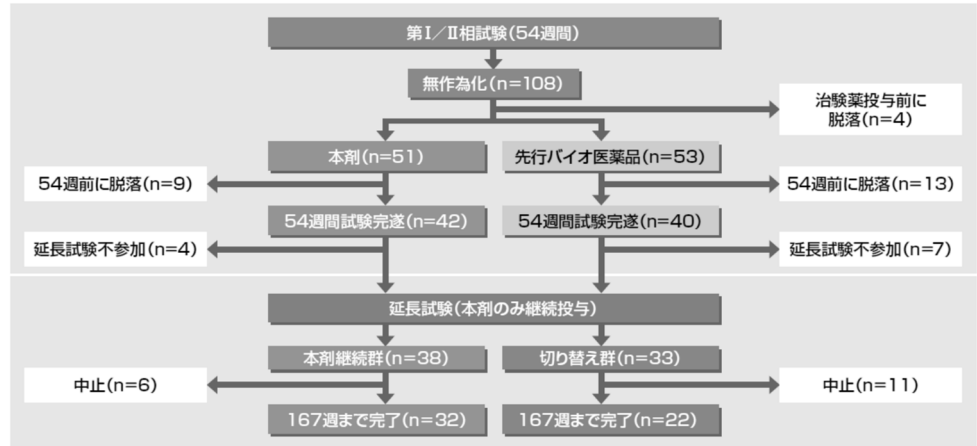 第Ⅰ／Ⅱ相試験(54週間)
無作為化(n=108)
治験薬投与前に
脱落(n=4)
本剤(n=51)
先行バイオ医薬品(n=53)
54週前に脱落(n=9)
54週前に脱落(n=13)
54週間試験完遂(n=42)
54週間試験完遂(n=40)
延長試験不参加(n=4)
延長試験不参加(n=7)
延長試験(本剤のみ継続投与)
本剤継続群(n=38)
切り替え群(n=33)
中止(n=6)
中止(n=11)
167週まで完了(n=32)
167週まで完了(n=22)